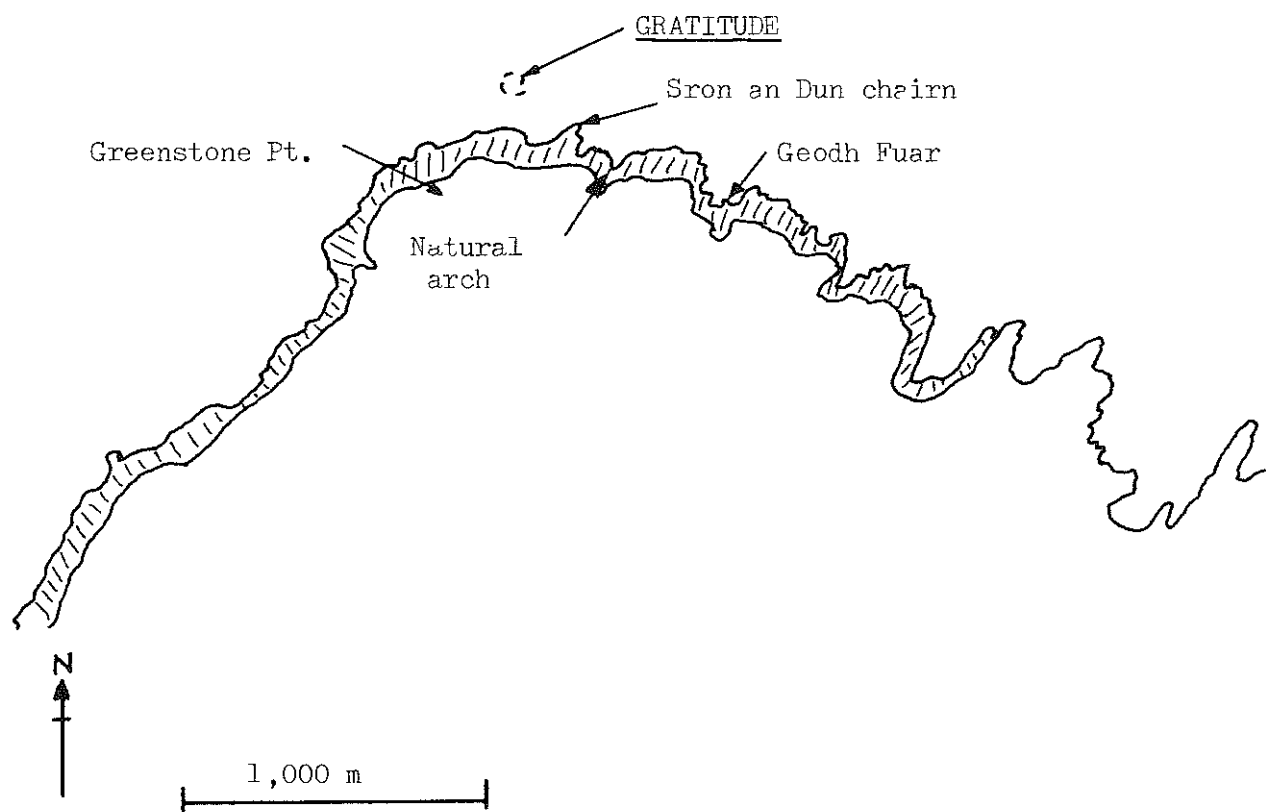 GRATITUDE
Sron an Dun chairn
Greenstone Pt.
Geodh Fuar
Natural
arch
N
1,000 m